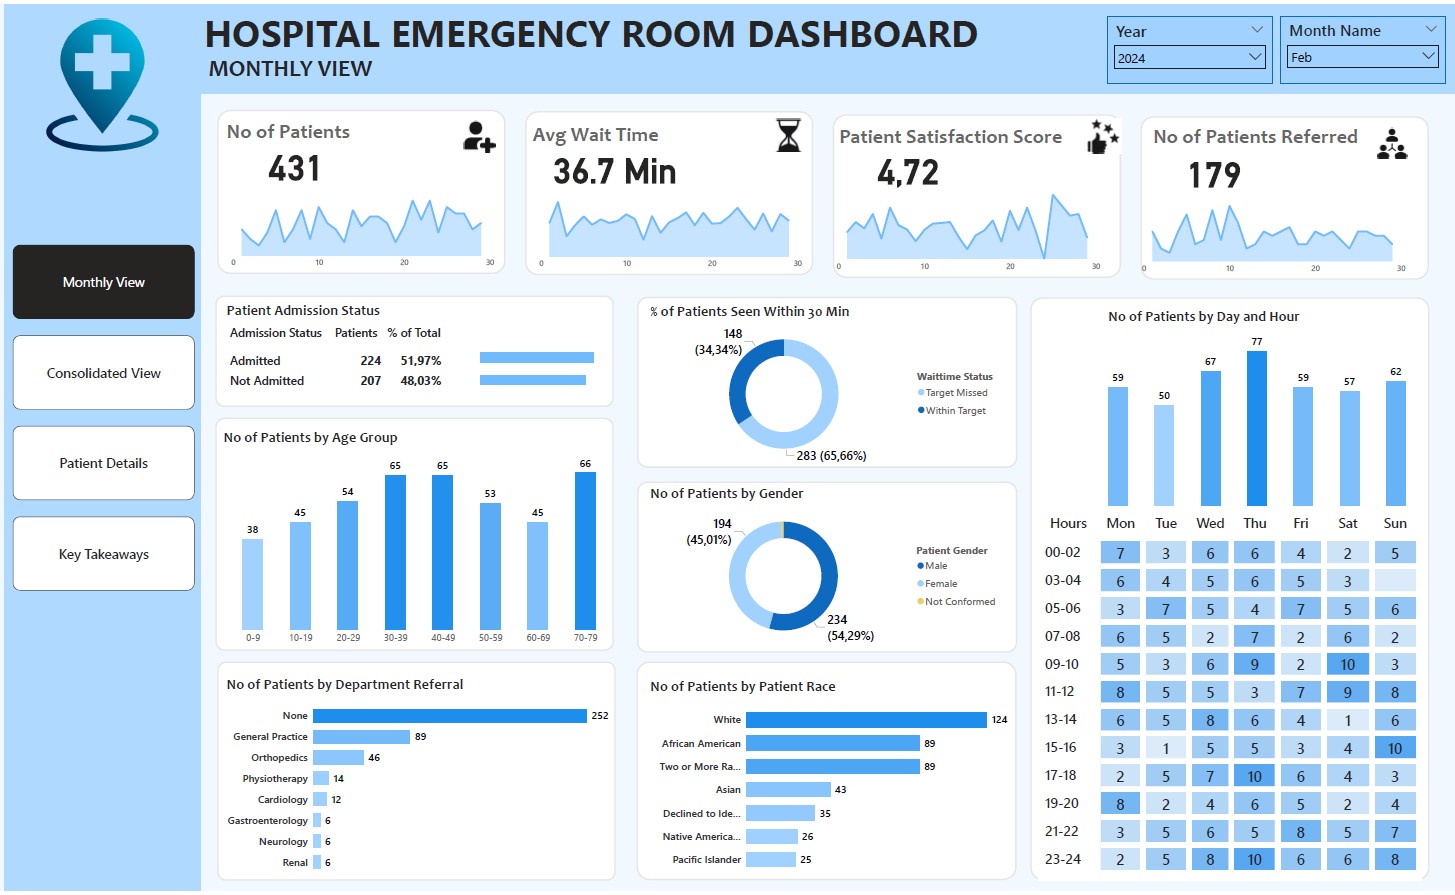 HOSPITAL EMERGENCY ROOM DASHBOARD
MONTHLY VIEW
Year
2024
Month Name
Feb
Monthly View
Consolidated View
Patient Details
Key Takeaways
No of Patients
431
0 10 20 30
Avg Wait Time
36.7 Min
0 10 20 30
Patient Satisfaction Score
4,72
0 10 20 30
No of Patients Referred
179
0 10 20 30
Patient Admission Status
Admission Status Patients % of Total
Admitted 224 51,97%
Not Admitted 207 48,03%
No of Patients by Age Group
38 45 54 65 65 53 45 66
0-9 10-19 20-29 30-39 40-49 50-59 60-69 70-79
No of Patients by Department Referral
None 252
General Practice 89
Orthopedics 46
Physiotherapy 14
Cardiology 12
Gastroenterology 6
Neurology 6
Renal 6
% of Patients Seen Within 30 Min
148
(34,34%)
283 (65,66%)
Waittime Status
Target Missed
Within Target
No of Patients by Gender
194
(45,01%)
234
(54,29%)
Patient Gender
Male
Female
Not Conformed
No of Patients by Patient Race
White 124
African American 89
Two or More Ra... 89
Asian 43
Declined to Ide... 35
Native America... 26
Pacific Islander 25
No of Patients by Day and Hour
59 50 67 77 59 57 62
Hours Mon Tue Wed Thu Fri Sat Sun
00-02 7 3 6 6 4 2 5
03-04 6 4 5 6 5 3
05-06 3 7 5 4 7 5 6
07-08 6 5 2 7 2 6 2
09-10 5 3 6 9 2 10 3
11-12 8 5 5 3 7 9 8
13-14 6 5 8 6 4 1 6
15-16 3 1 5 5 3 4 10
17-18 2 5 7 10 6 4 3
19-20 8 2 4 6 5 2 4
21-22 3 5 6 5 8 5 7
23-24 2 5 8 10 6 6 8